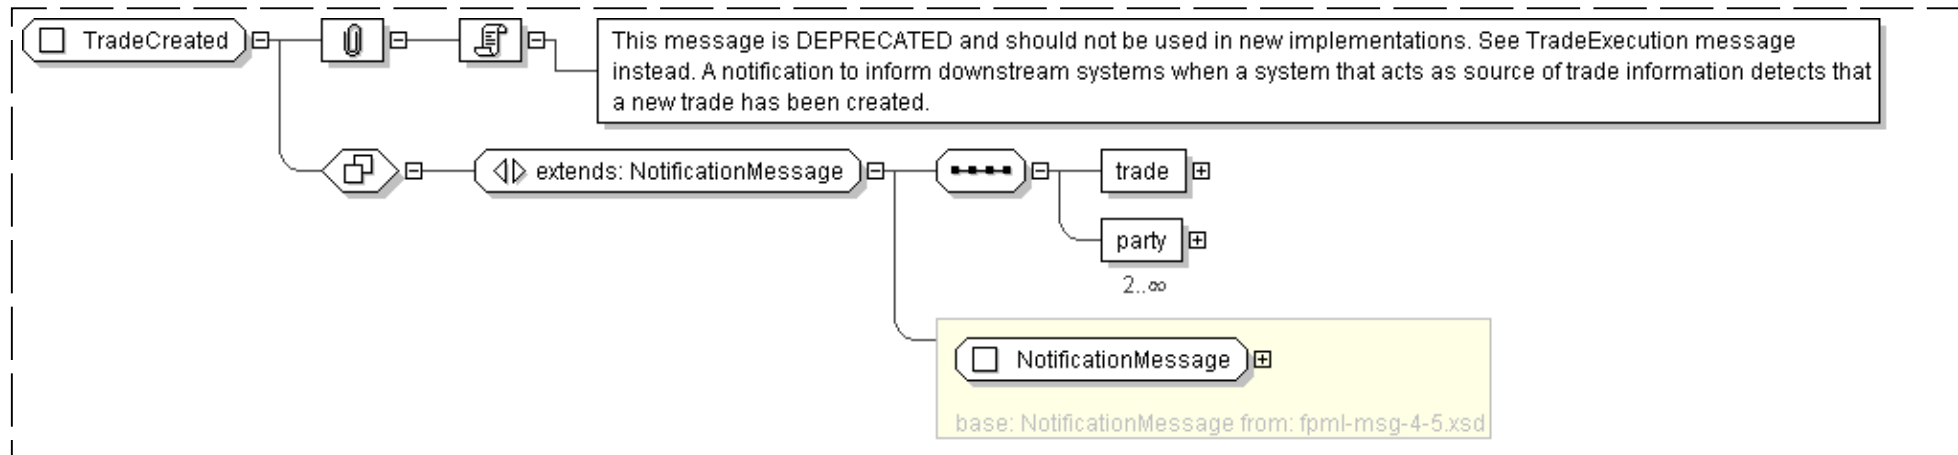 TradeCreated
This message is DEPRECATED and should not be used in new implementations. See TradeExecution message
instead. A notification to inform downstream systems when a system that acts as source of trade information detects that
a new trade has been created.
extends: NotificationMessage
trade
party
2..∞
NotificationMessage
base: NotificationMessage from: fpml-msg-4-5.xsd